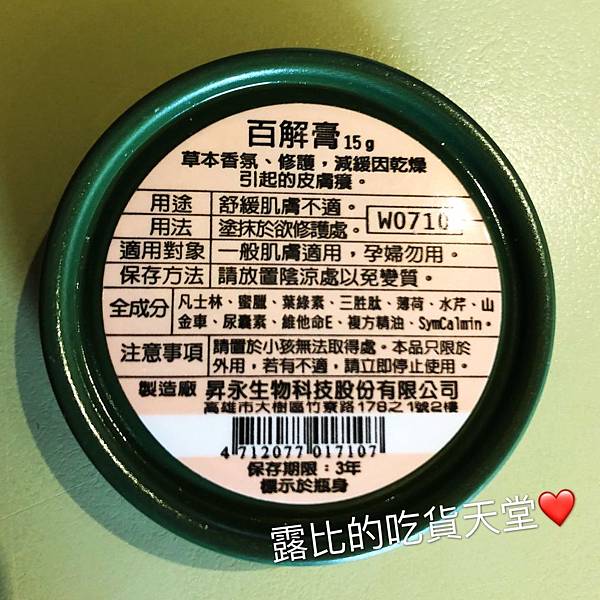 百解膏 15g
草本香氛、修護，減緩因乾燥
引起的皮膚癢。
用途 舒緩肌膚不適。
用法 塗抹於欲修護處。 W0710
適用對象 一般肌膚適用，孕婦勿用。
保存方法 請放置陰涼處以免變質。
全成分 凡士林、蜜臘、葉綠素、三胜肽、薄荷、水芹、山
金車、尿囊素、維他命E、複方精油、SymCalmin。
注意事項 請置於小孩無法取得處。本品只限於
外用，若有不適，請立即停止使用。
製造廠 昇永生物科技股份有限公司
高雄市大樹區竹寮路178之1號2樓
4 712077 017107
保存期限：3年
標示於瓶身
露比的吃貨天堂❤️